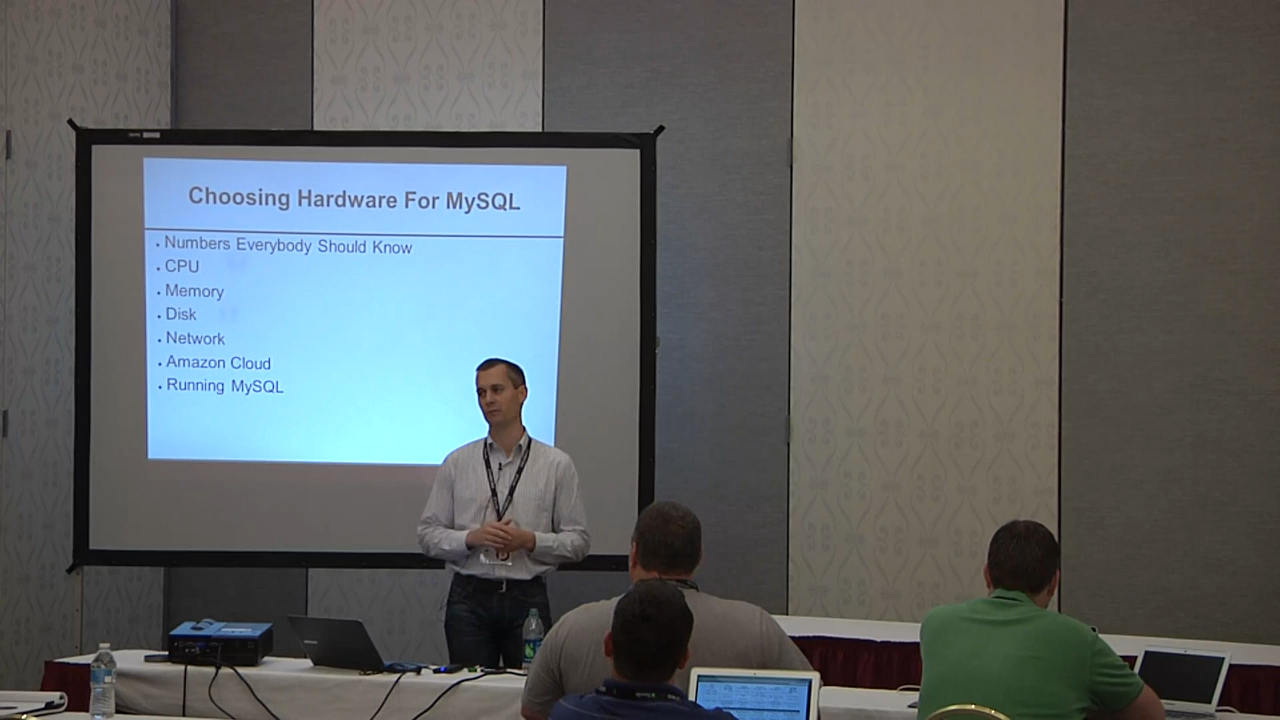 Choosing Hardware For MySQL
• Numbers Everybody Should Know
• CPU
• Memory
• Disk
• Network
• Amazon Cloud
• Running MySQL